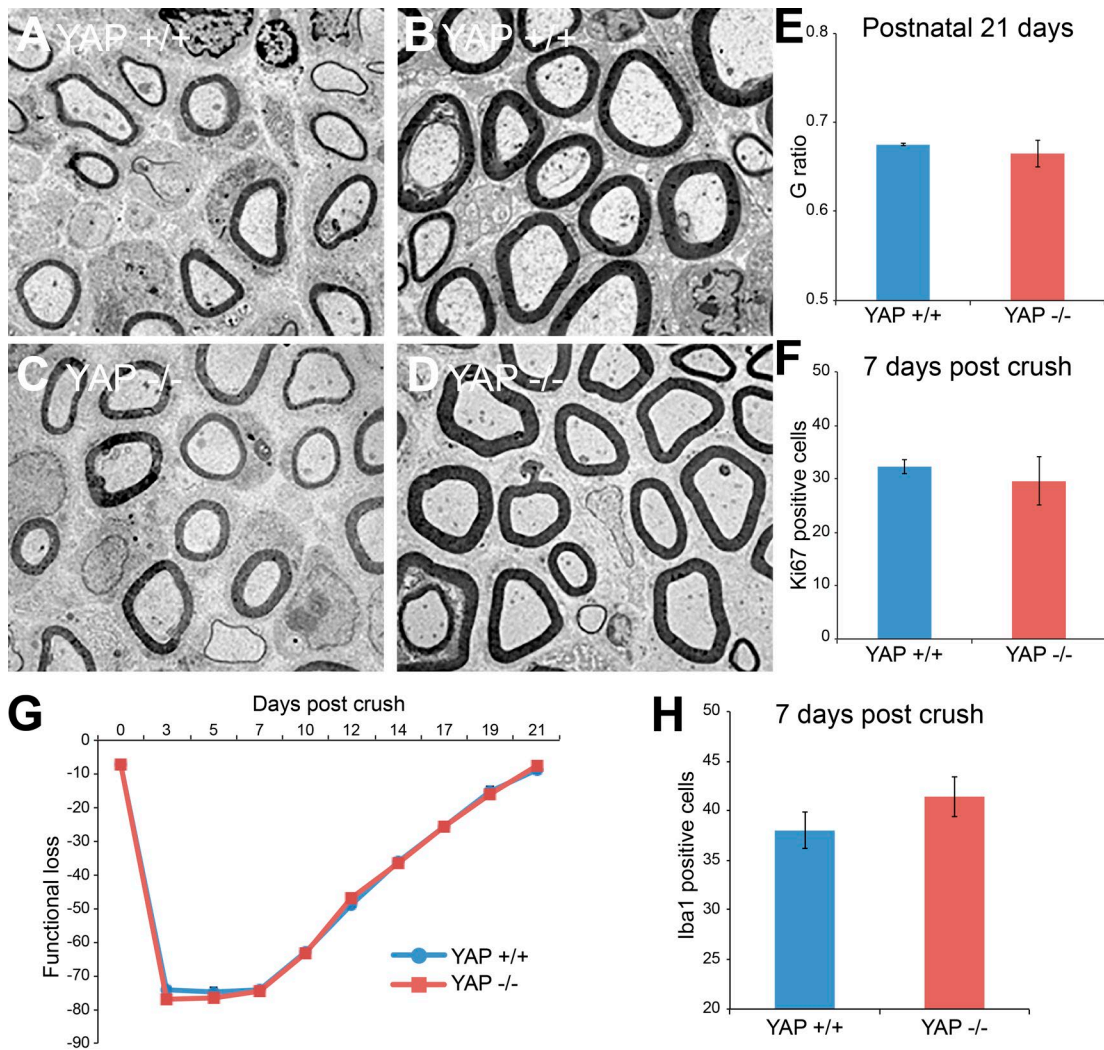 A YAP +/+
B YAP +/+
C YAP -/-
D YAP -/-
E Postnatal 21 days
0.8
0.7
0.6
0.5
G ratio
YAP +/+ YAP -/-
F 7 days post crush
50
40
30
20
10
0
Ki67 positive cells
YAP +/+ YAP -/-
G Days post crush
0 3 5 7 10 12 14 17 19 21
0
-10
-20
-30
-40
-50
-60
-70
-80
-90
Functional loss
YAP +/+
YAP -/-
H 7 days post crush
50
45
40
35
30
25
20
Iba1 positive cells
YAP +/+ YAP -/-